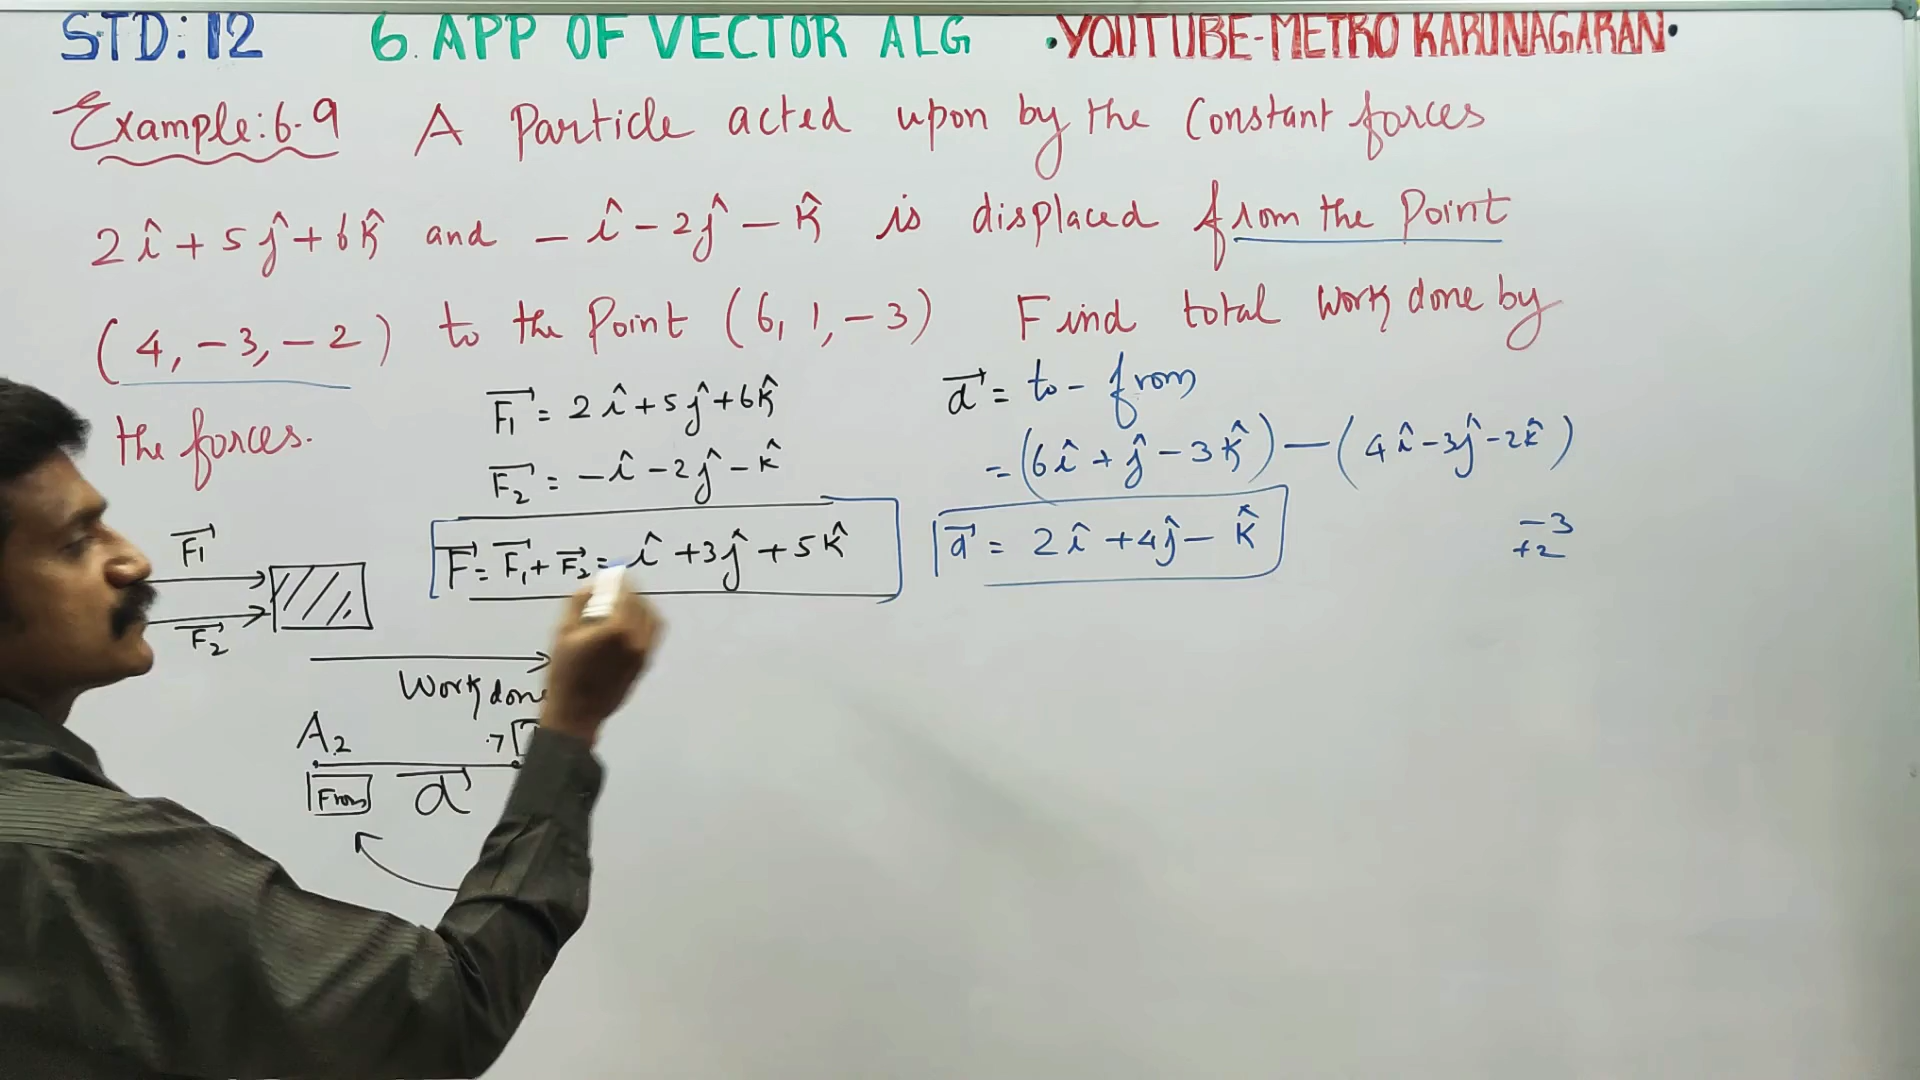 STD: 12 6. APP OF VECTOR ALG •YOUTUBE-METRO KARUNAGARAN•
Example: 6.9 A Particle acted upon by the Constant forces
2î + 5ĵ + 6k̂ and - î - 2ĵ - k̂ is displaced from the Point
(4, -3, -2) to the Point (6, 1, -3) Find total work done by
the forces.
F₁⃗ = 2î + 5ĵ + 6k̂
F₂⃗ = -î - 2ĵ - k̂
F⃗ = F₁⃗ + F₂⃗ = î + 3ĵ + 5k̂
d⃗ = to - from
= (6î + ĵ - 3k̂) - (4î - 3ĵ - 2k̂)
d⃗ = 2î + 4ĵ - k̂
-3
+2
F₁⃗
F₂⃗
Work done
A 2
.7
From
d⃗